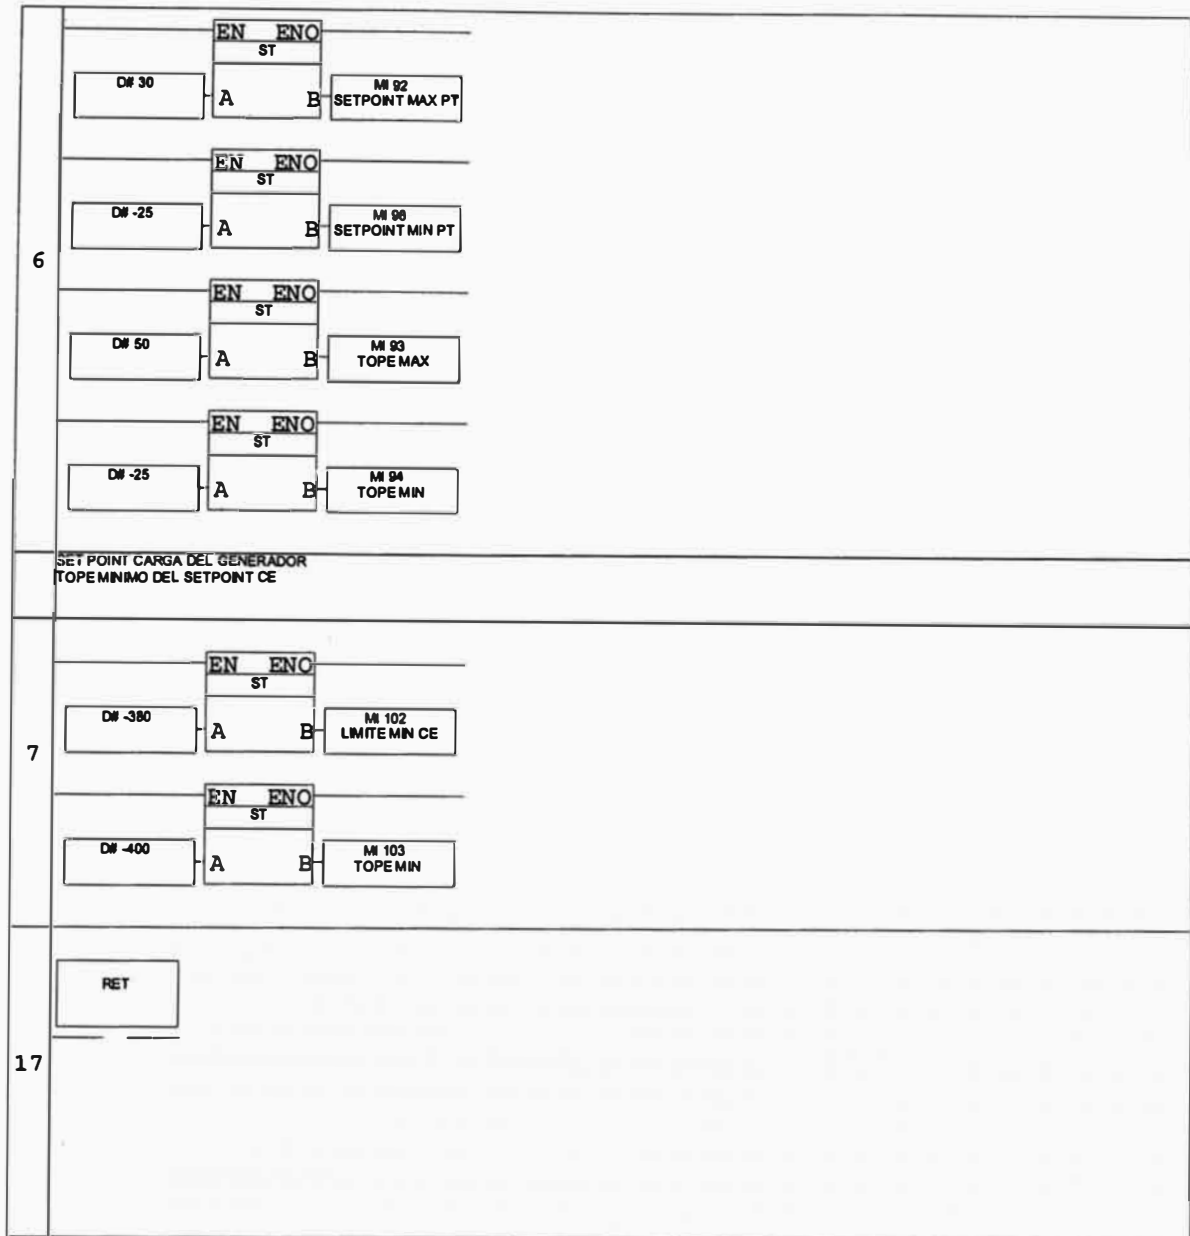 EN ENO
ST
D# 30
A B
MI 92
SETPOINT MAX PT
EN ENO
ST
D# -25
A B
MI 98
SETPOINT MIN PT
6
EN ENO
ST
D# 50
A B
MI 93
TOPE MAX
EN ENO
ST
D# -25
A B
MI 94
TOPE MIN
SET POINT CARGA DEL GENERADOR
TOPE MINIMO DEL SETPOINT CE
EN ENO
ST
D# -380
A B
MI 102
LIMITE MIN CE
7
EN ENO
ST
D# -400
A B
MI 103
TOPE MIN
RET
17